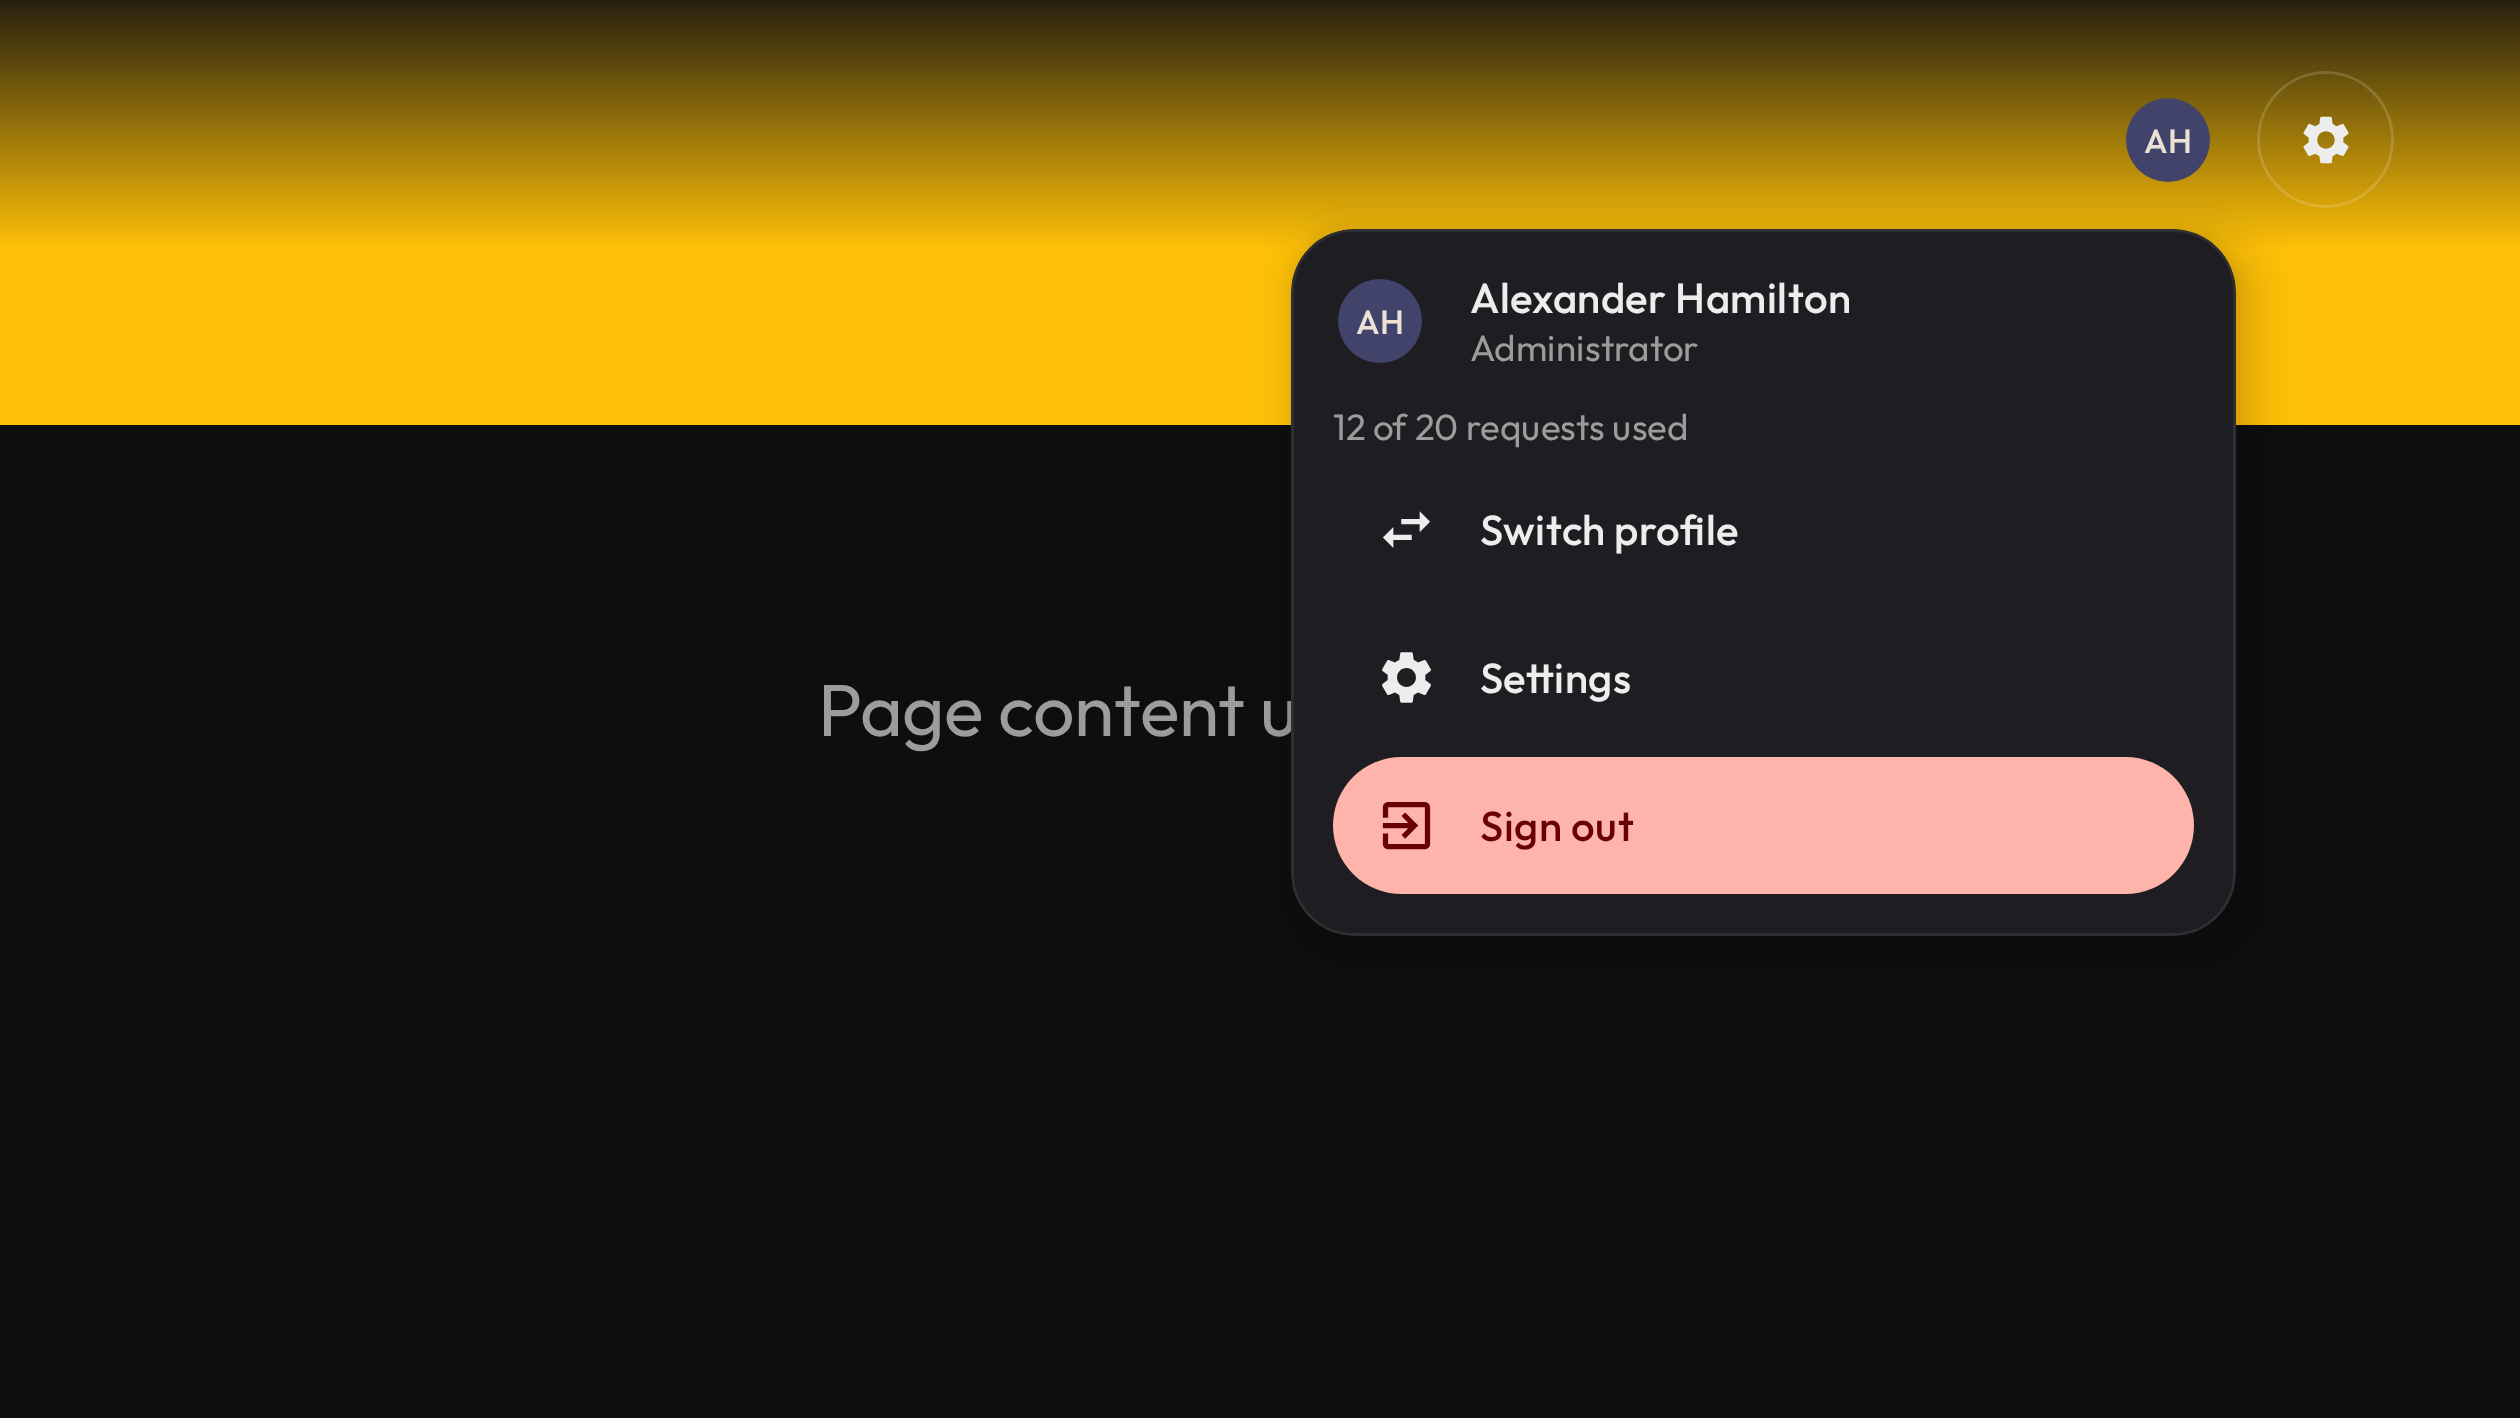 AH
AH
Alexander Hamilton
Administrator
12 of 20 requests used
Switch profile
Settings
Page content
Sign out